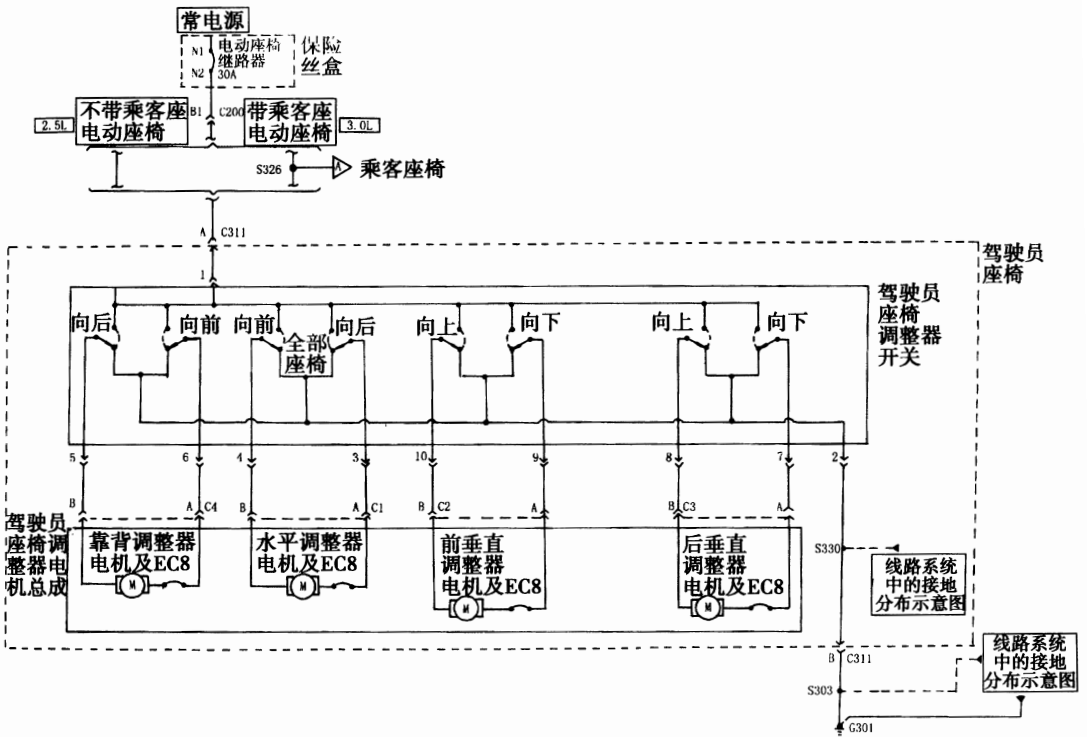 常电源
N1
电动座椅
继路器
N2
30A
保险
丝盒
2.5L
不带乘客座
电动座椅
B1
C200
带乘客座
电动座椅
3.0L
S326
A
乘客座椅
A
C311
驾驶员
座椅
1
驾驶员
座椅
调整器
开关
向后
向前
向前
全部
座椅
向后
向上
向下
向上
向下
5
6
4
3
10
9
8
7
2
B
A
C4
B
A
C1
B
C2
A
B
C3
A
驾驶员
座椅调
整器电
机总成
靠背调整器
电机及EC8
M
水平调整器
电机及EC8
M
前垂直
调整器
电机及EC8
M
后垂直
调整器
电机及EC8
M
S330
线路系统
中的接地
分布示意图
B
C311
线路系统
中的接地
分布示意图
S303
G301